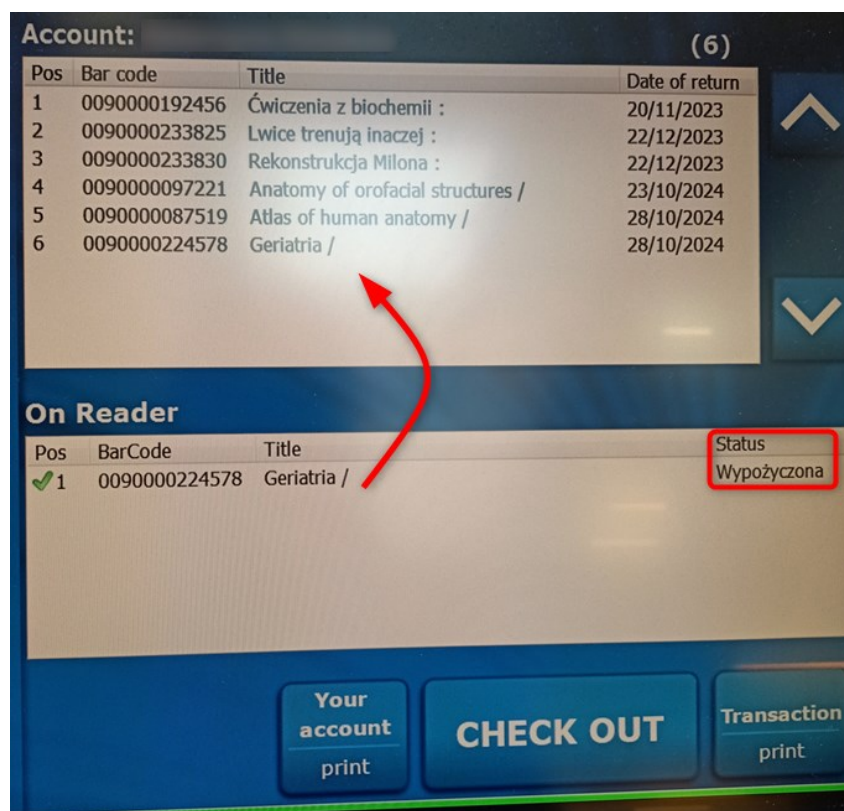 Account: (6)
Pos Bar code Title Date of return
1 0090000192456 Ćwiczenia z biochemii : 20/11/2023
2 0090000233825 Lwice trenują inaczej : 22/12/2023
3 0090000233830 Rekonstrukcja Milona : 22/12/2023
4 0090000097221 Anatomy of orofacial structures / 23/10/2024
5 0090000087519 Atlas of human anatomy / 28/10/2024
6 0090000224578 Geriatria / 28/10/2024
On Reader
Pos BarCode Title Status
1 0090000224578 Geriatria / Wypożyczona
Your account
print
CHECK OUT
Transaction
print